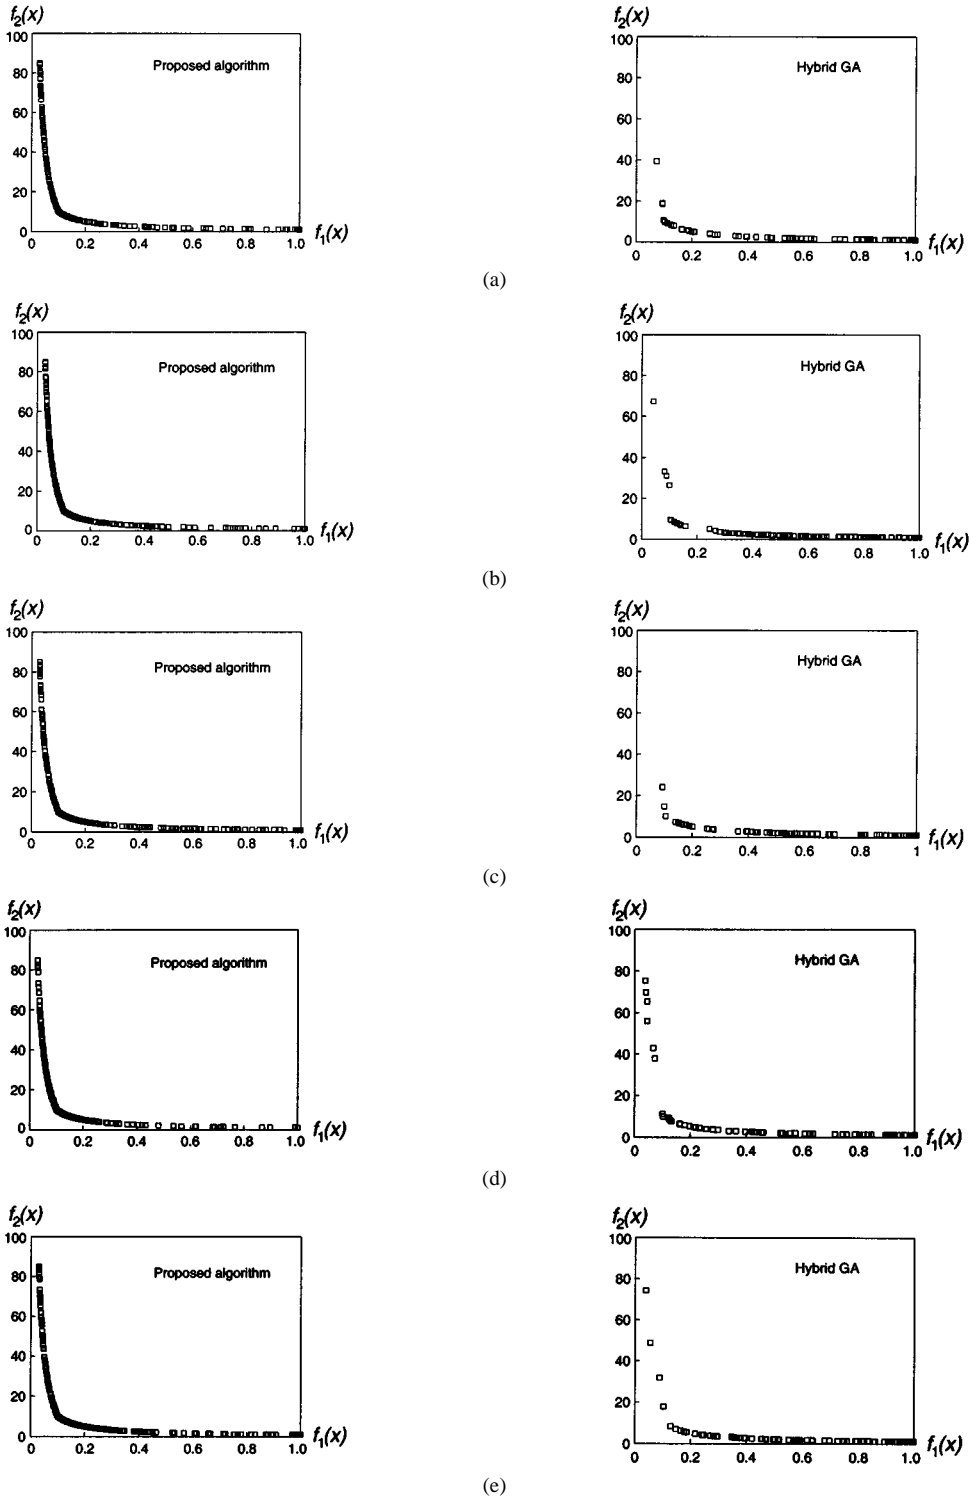 f₂(x) f₂(x)
100 100
80 Proposed algorithm 80 Hybrid GA
60 60
40 40
20 20
0 0
0 0.2 0.4 0.6 0.8 1.0 f₁(x) 0 0.2 0.4 0.6 0.8 1.0 f₁(x)
(a)
f₂(x) f₂(x)
100 100
80 Proposed algorithm 80 Hybrid GA
60 60
40 40
20 20
0 0
0 0.2 0.4 0.6 0.8 1.0 f₁(x) 0 0.2 0.4 0.6 0.8 1.0 f₁(x)
(b)
f₂(x) f₂(x)
100 100
80 Proposed algorithm 80 Hybrid GA
60 60
40 40
20 20
0 0
0 0.2 0.4 0.6 0.8 1.0 f₁(x) 0 0.2 0.4 0.6 0.8 1 f₁(x)
(c)
f₂(x) f₂(x)
100 100
80 Proposed algorithm 80 Hybrid GA
60 60
40 40
20 20
0 0
0 0.2 0.4 0.6 0.8 1.0 f₁(x) 0 0.2 0.4 0.6 0.8 1.0 f₁(x)
(d)
f₂(x) f₂(x)
100 100
80 Proposed algorithm 80 Hybrid GA
60 60
40 40
20 20
0 0
0 0.2 0.4 0.6 0.8 1.0 f₁(x) 0 0.2 0.4 0.6 0.8 1.0 f₁(x)
(e)